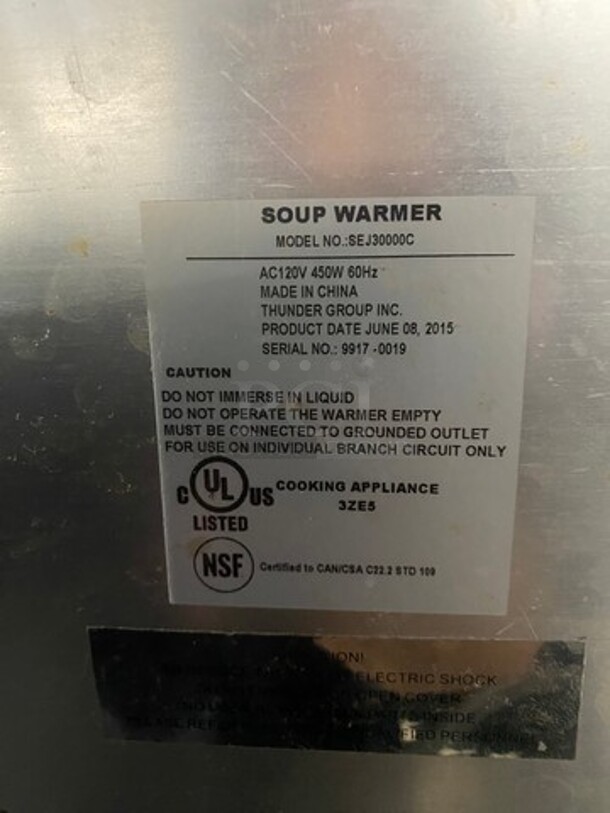 SOUP WARMER
MODEL NO.:SEJ30000C
AC120V 450W 60Hz
MADE IN CHINA
THUNDER GROUP INC.
PRODUCT DATE JUNE 08, 2015
SERIAL NO.: 9917 -0019
CAUTION
DO NOT IMMERSE IN LIQUID
DO NOT OPERATE THE WARMER EMPTY
MUST BE CONNECTED TO GROUNDED OUTLET
FOR USE ON INDIVIDUAL BRANCH CIRCUIT ONLY
C UL US COOKING APPLIANCE
LISTED 3ZE5
NSF Certified to CAN/CSA C22.2 STD 109
ELECTRIC SHOCK
OPEN COVER
INSIDE